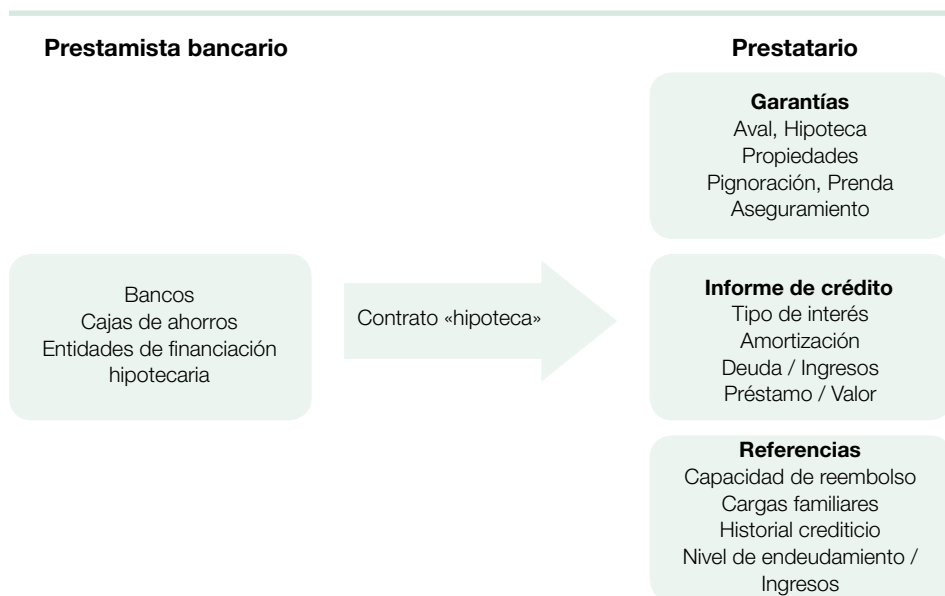 Prestamista bancario
Prestatario
Garantías
Aval, Hipoteca
Propiedades
Pignoración, Prenda
Aseguramiento
Bancos
Cajas de ahorros
Entidades de financiación
hipotecaria
Contrato «hipoteca»
Informe de crédito
Tipo de interés
Amortización
Deuda / Ingresos
Préstamo / Valor
Referencias
Capacidad de reembolso
Cargas familiares
Historial crediticio
Nivel de endeudamiento /
Ingresos